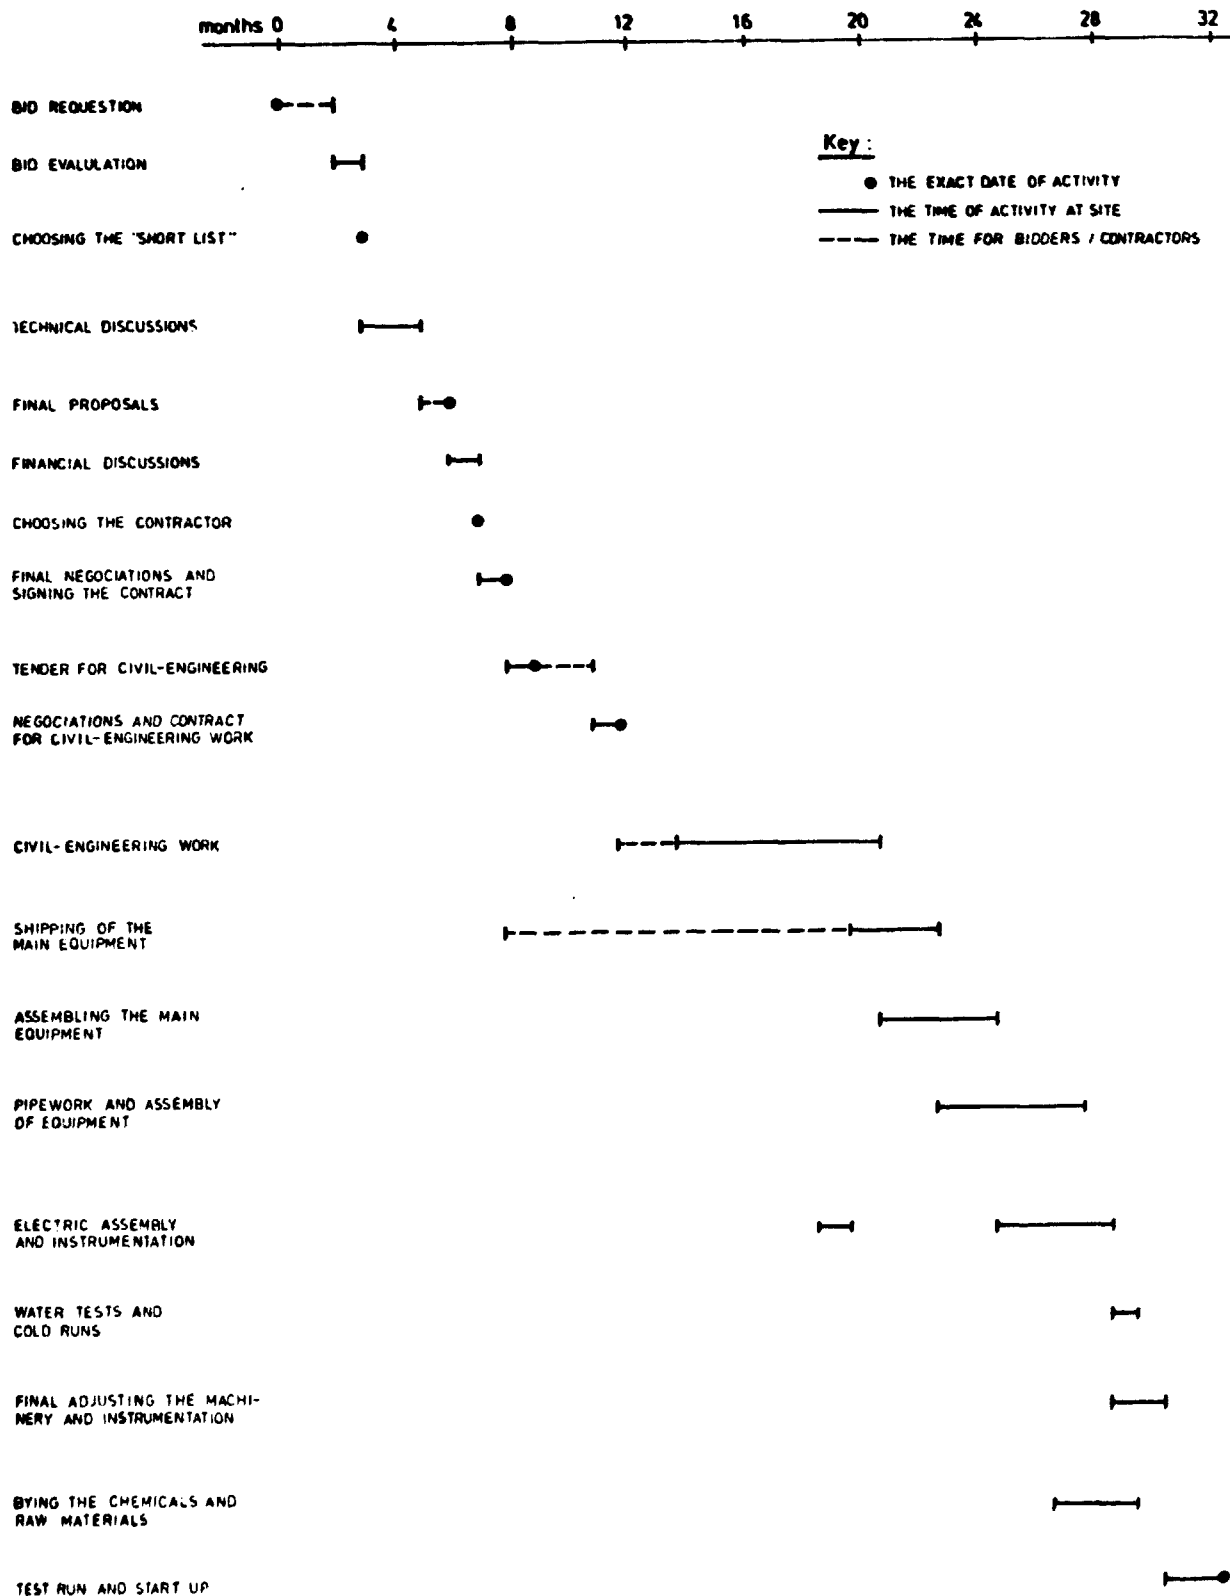 months 0 4 8 12 16 20 24 28 32
BID REQUESTION
Key :
BID EVALULATION
● THE EXACT DATE OF ACTIVITY
THE TIME OF ACTIVITY AT SITE
CHOOSING THE "SHORT LIST"
THE TIME FOR BIDDERS / CONTRACTORS
TECHNICAL DISCUSSIONS
FINAL PROPOSALS
FINANCIAL DISCUSSIONS
CHOOSING THE CONTRACTOR
FINAL NEGOCIATIONS AND
SIGNING THE CONTRACT
TENDER FOR CIVIL-ENGINEERING
NEGOCIATIONS AND CONTRACT
FOR CIVIL-ENGINEERING WORK
CIVIL-ENGINEERING WORK
SHIPPING OF THE
MAIN EQUIPMENT
ASSEMBLING THE MAIN
EQUIPMENT
PIPEWORK AND ASSEMBLY
OF EQUIPMENT
ELECTRIC ASSEMBLY
AND INSTRUMENTATION
WATER TESTS AND
COLD RUNS
FINAL ADJUSTING THE MACHI-
NERY AND INSTRUMENTATION
BYING THE CHEMICALS AND
RAW MATERIALS
TEST RUN AND START UP